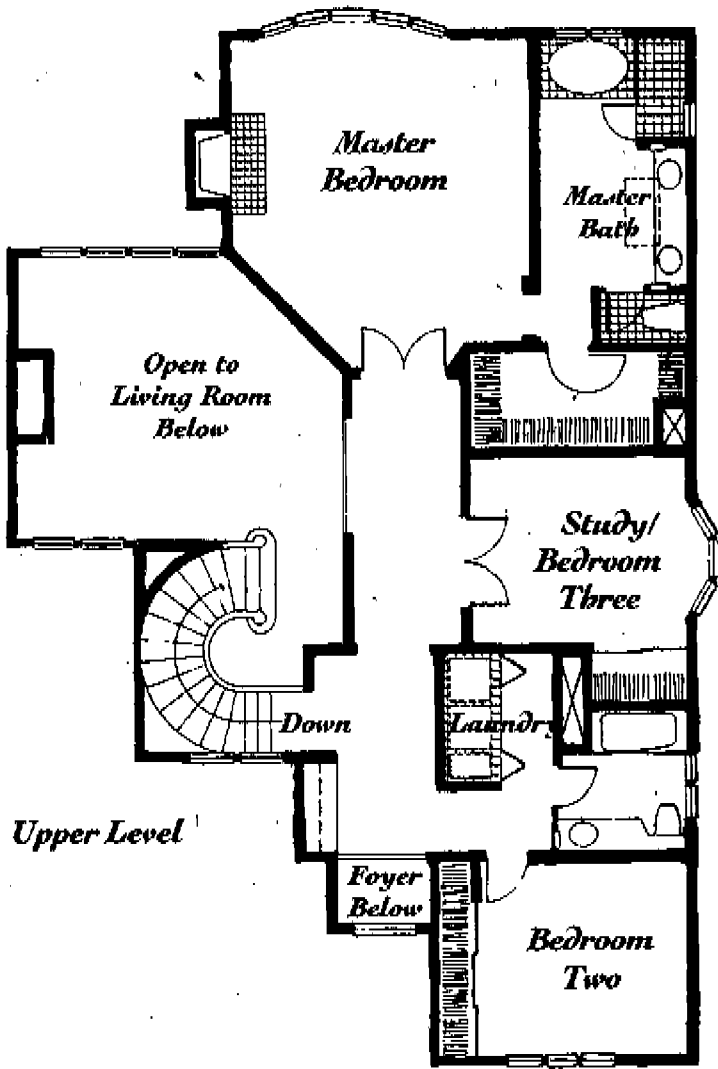 Master
Bedroom
Master
Bath
Open to
Living Room
Below
Study/
Bedroom
Three
Down
Laundry
Upper Level
Foyer
Below
Bedroom
Two